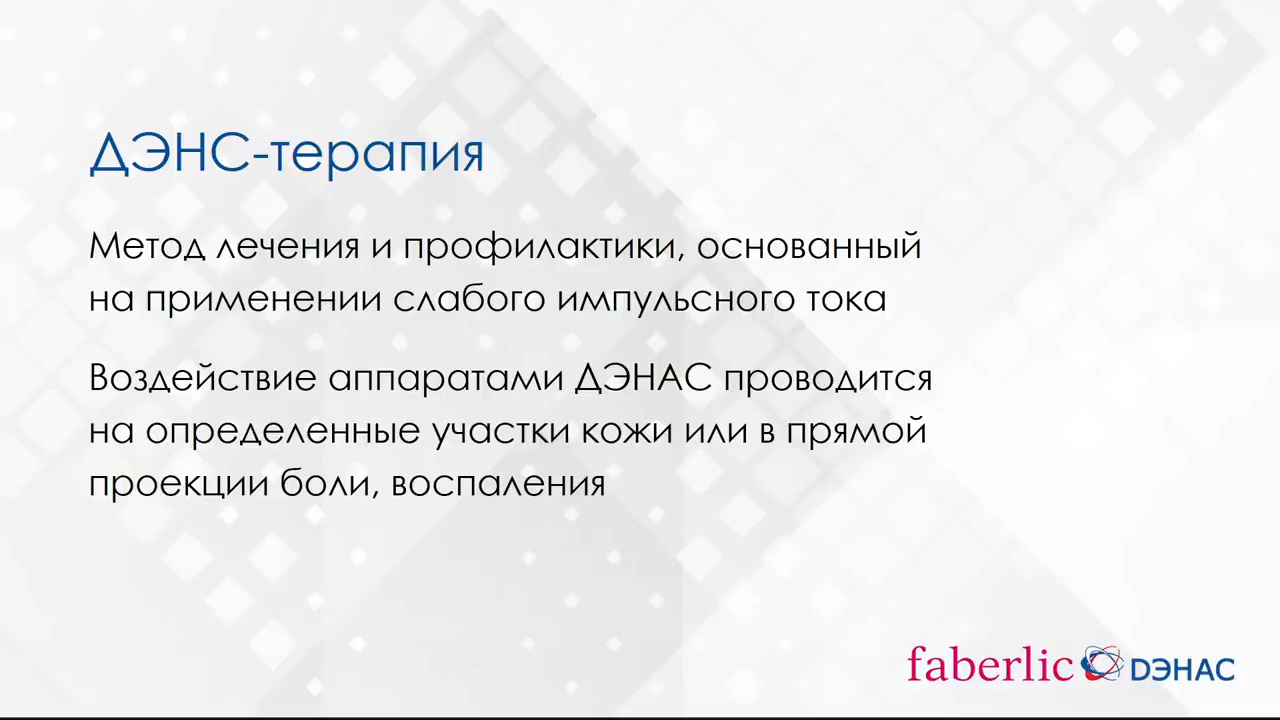 ДЭНС-терапия
Метод лечения и профилактики, основанный
на применении слабого импульсного тока
Воздействие аппаратами ДЭНАС проводится
на определенные участки кожи или в прямой
проекции боли, воспаления
faberlic ДЭНАС